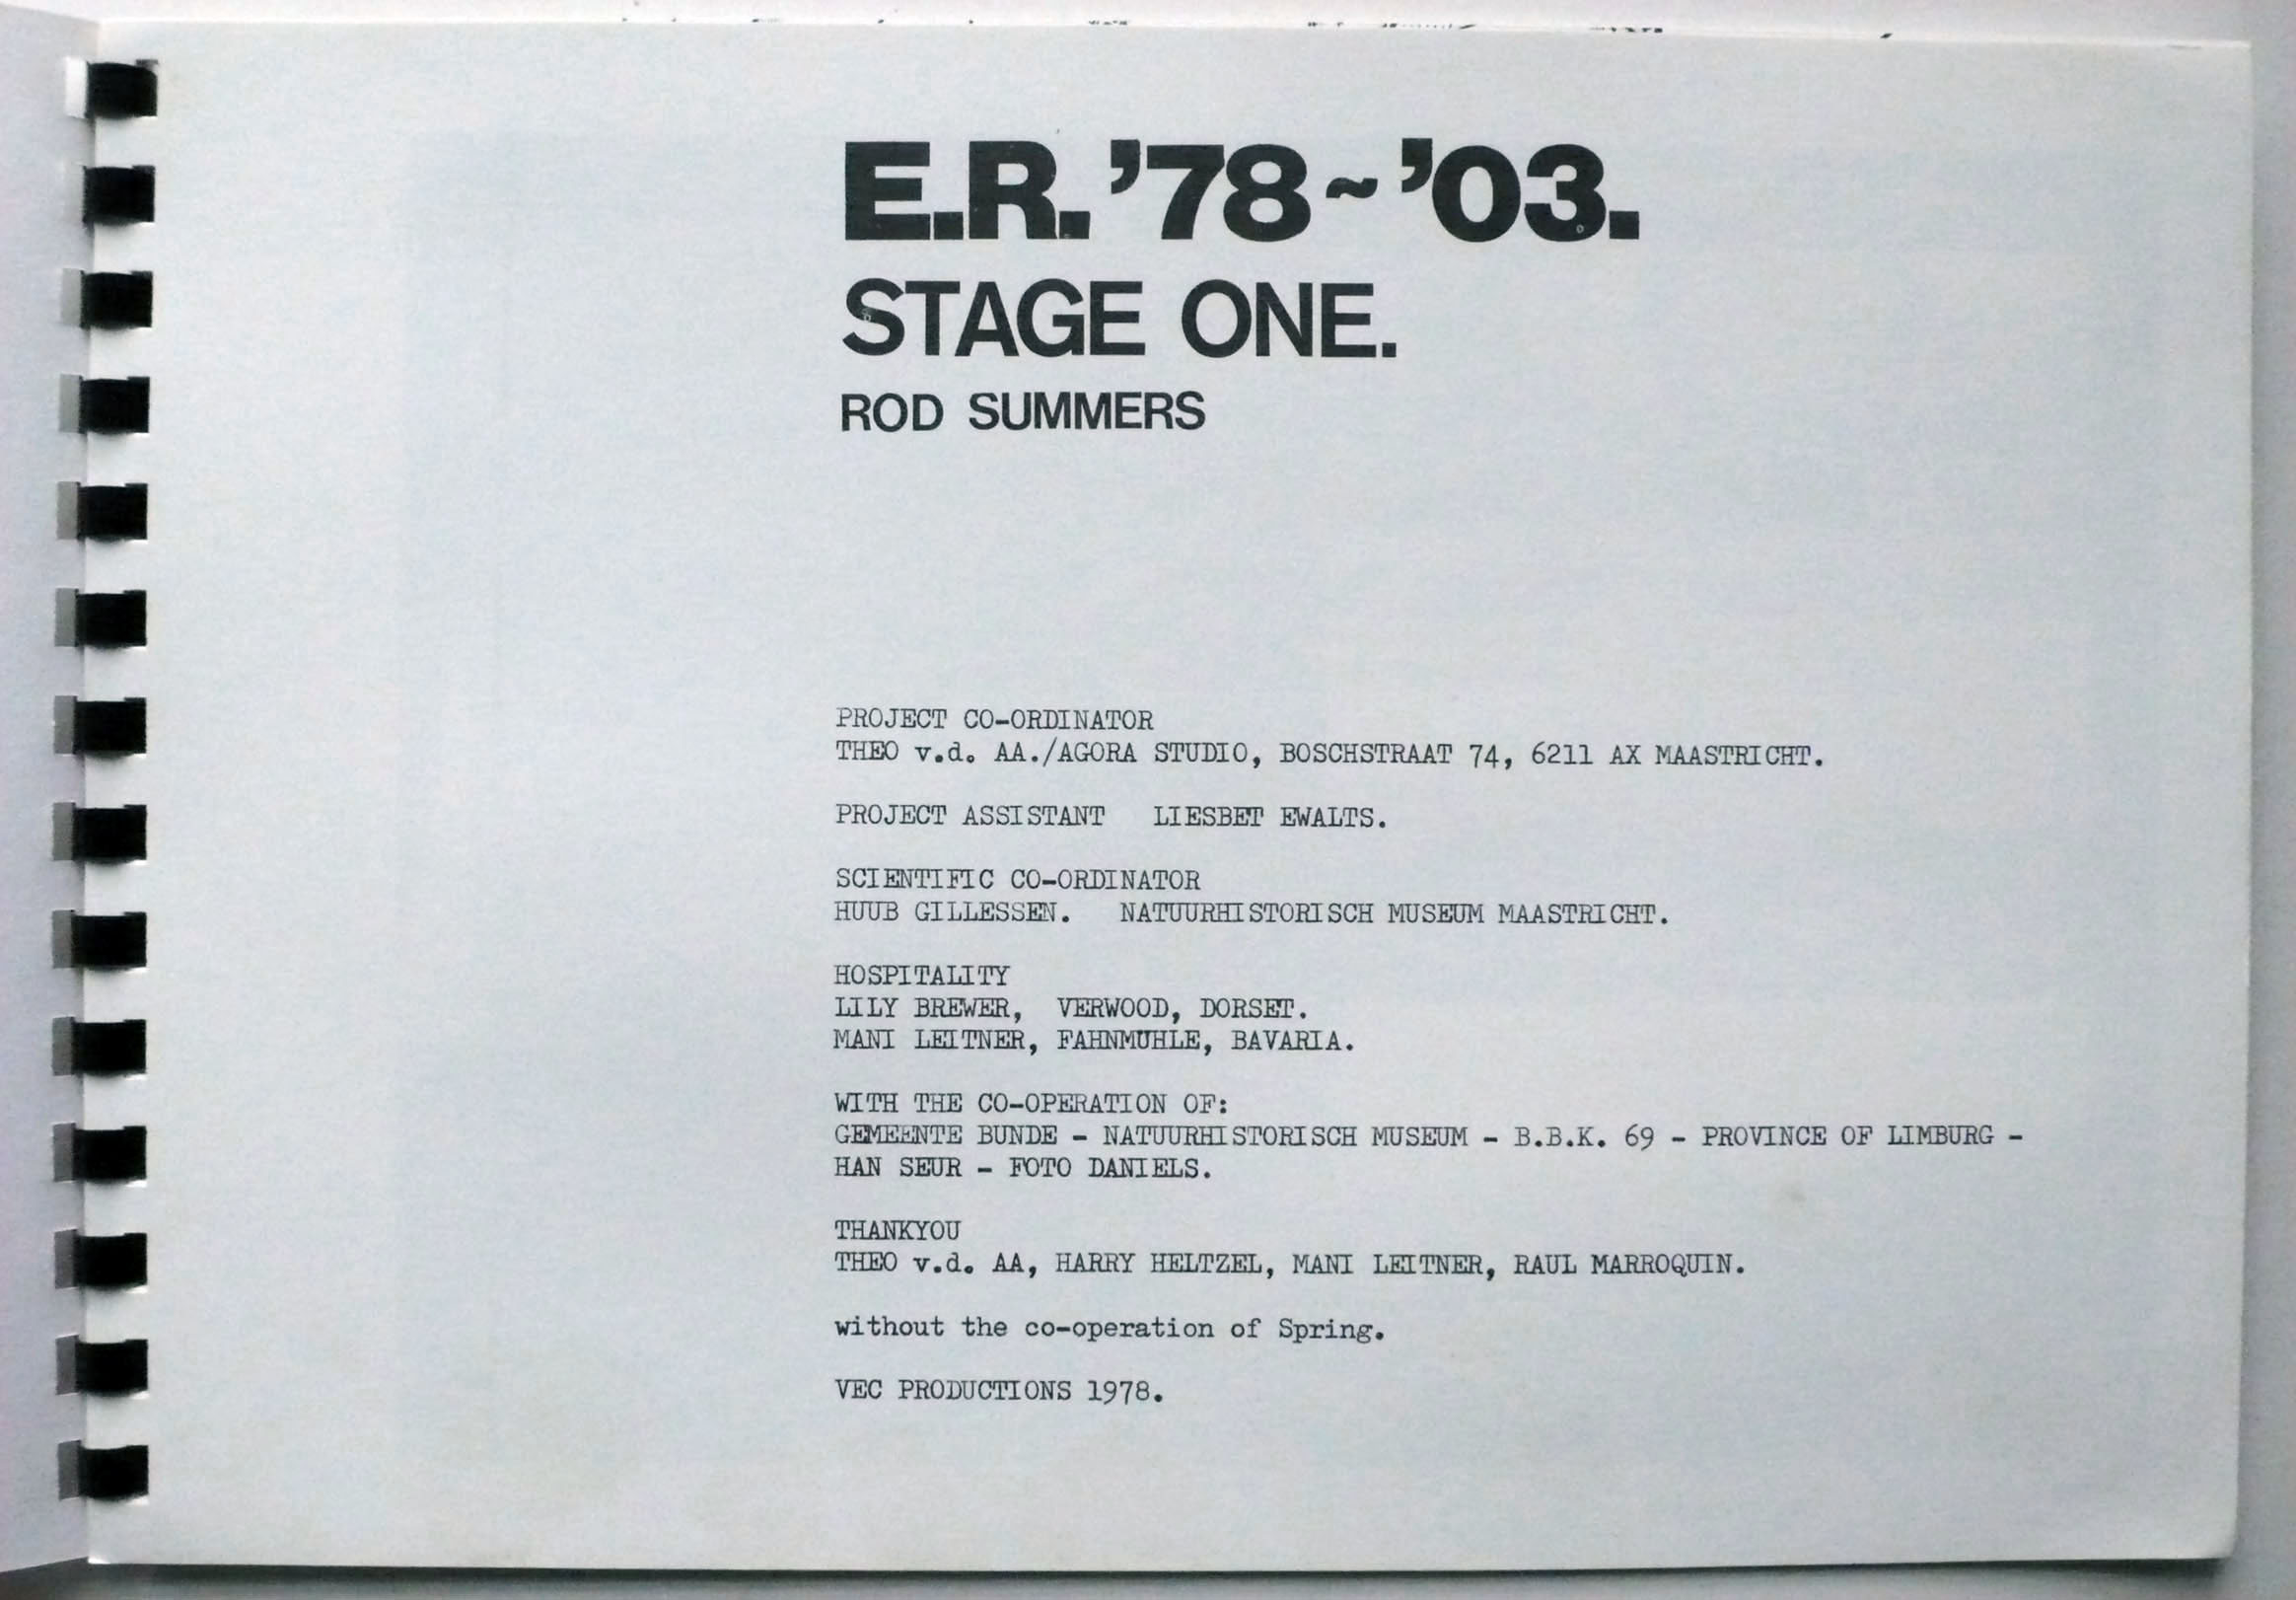 E.R. ’78~’03.
STAGE ONE.
ROD SUMMERS
PROJECT CO-ORDINATOR
THEO v.d. AA./AGORA STUDIO, BOSCHSTRAAT 74, 6211 AX MAASTRICHT.
PROJECT ASSISTANT LIESBET EWALTS.
SCIENTIFIC CO-ORDINATOR
HUUB GILLESSEN. NATUURHISTORISCH MUSEUM MAASTRICHT.
HOSPITALITY
LILY BREWER, VERWOOD, DORSET.
MANI LEITNER, FAHNMUHLE, BAVARIA.
WITH THE CO-OPERATION OF:
GEMEENTE BUNDE - NATUURHISTORISCH MUSEUM - B.B.K. 69 - PROVINCE OF LIMBURG -
HAN SEUR - FOTO DANIELS.
THANKYOU
THEO v.d. AA, HARRY HELTZEL, MANI LEITNER, RAUL MARROQUIN.
without the co-operation of Spring.
VEC PRODUCTIONS 1978.